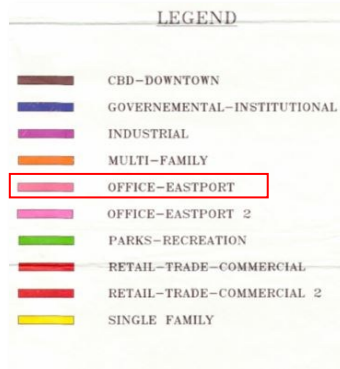 LEGEND
CBD-DOWNTOWN
GOVERNEMENTAL-INSTITUTIONAL
INDUSTRIAL
MULTI-FAMILY
OFFICE-EASTPORT
OFFICE-EASTPORT 2
PARKS-RECREATION
RETAIL-TRADE-COMMERCIAL
RETAIL-TRADE-COMMERCIAL 2
SINGLE FAMILY